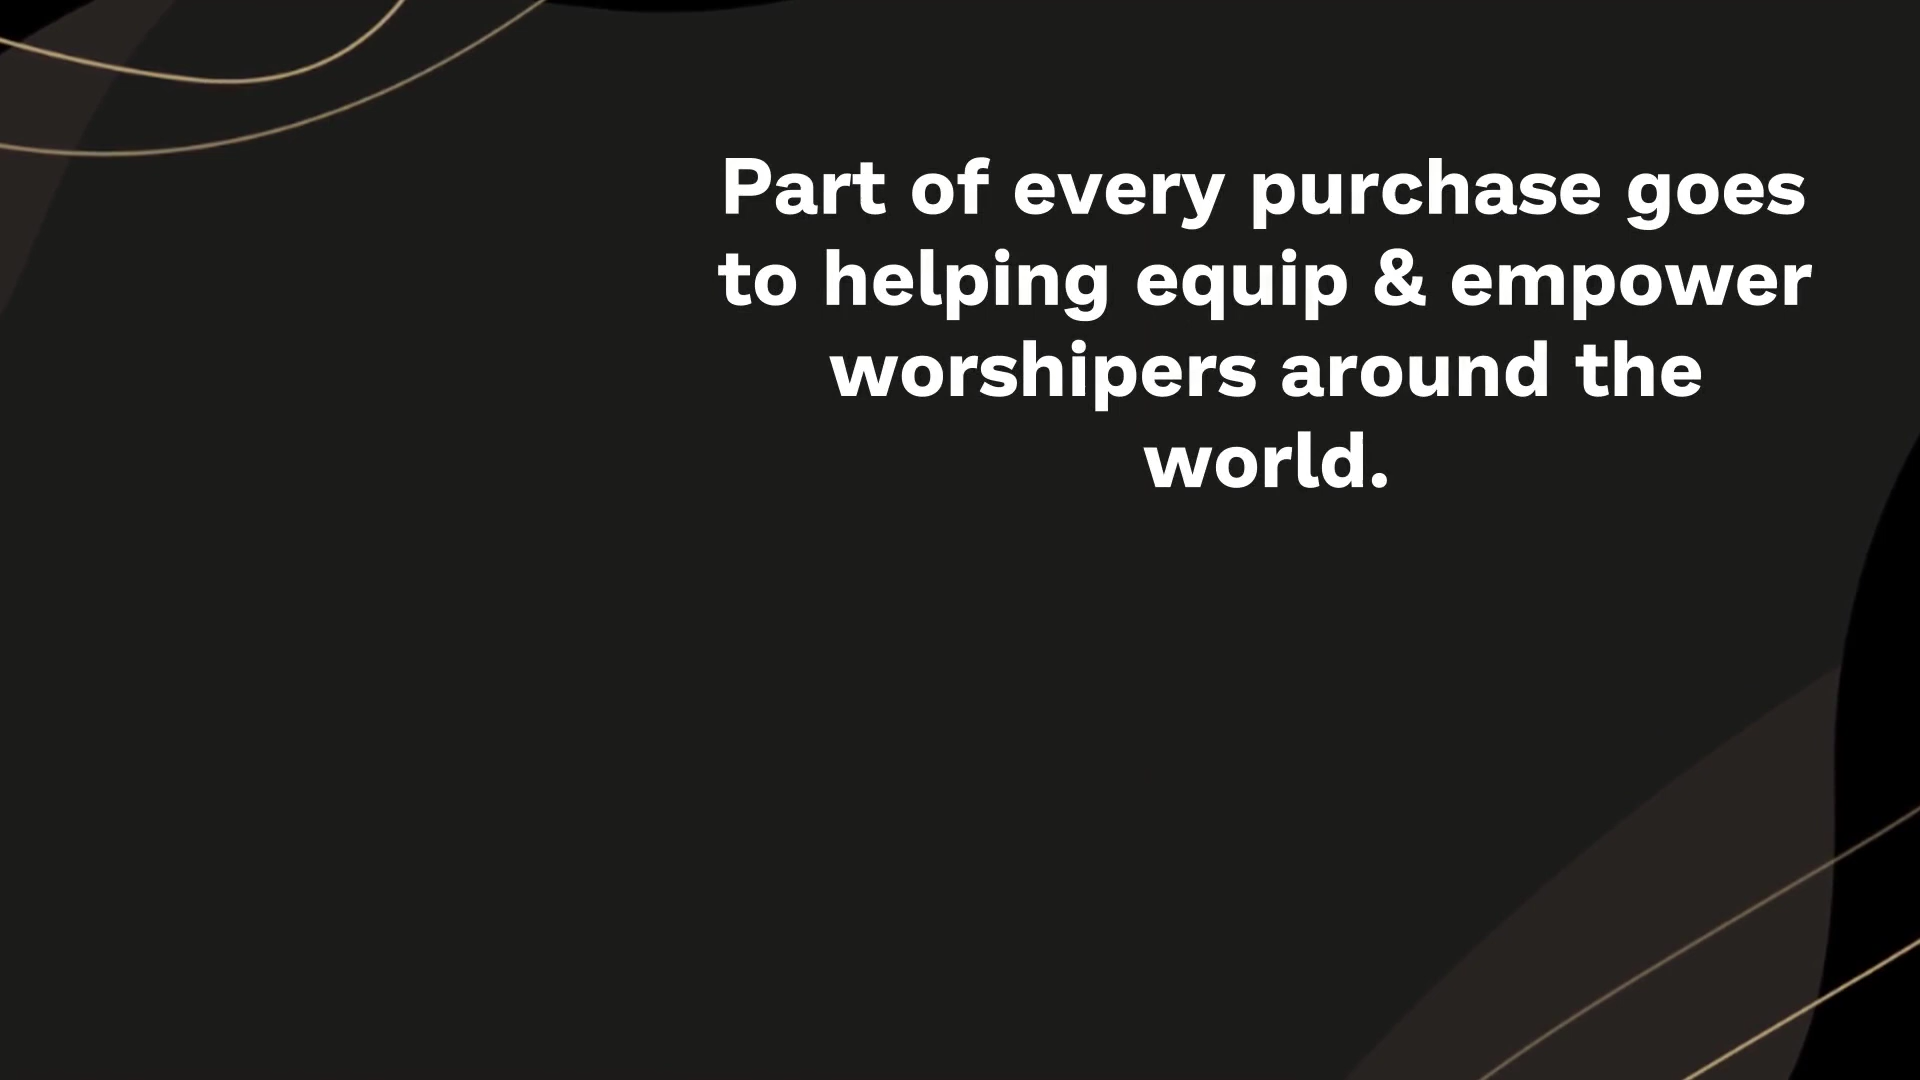 Part of every purchase goes
to helping equip & empower
worshipers around the
world.